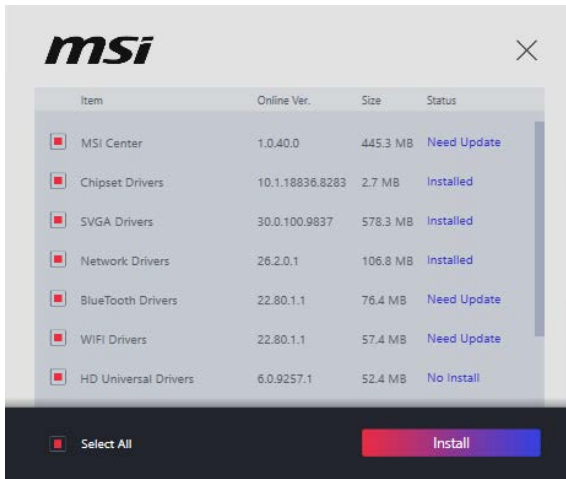 msi
Item Online Ver. Size Status
MSI Center 1.0.40.0 445.3 MB Need Update
Chipset Drivers 10.1.18836.8283 2.7 MB Installed
SVGA Drivers 30.0.100.9837 578.3 MB Installed
Network Drivers 26.2.0.1 106.8 MB Installed
BlueTooth Drivers 22.80.1.1 76.4 MB Need Update
WIFI Drivers 22.80.1.1 57.4 MB Need Update
HD Universal Drivers 6.0.9257.1 52.4 MB No Install
Select All Install